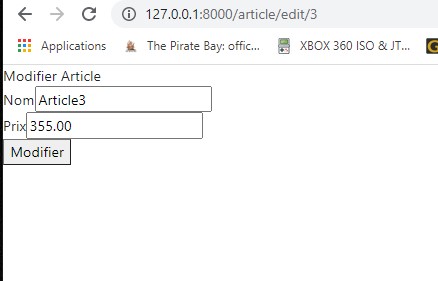 127.0.0.1:8000/article/edit/3
Applications The Pirate Bay: offic... XBOX 360 ISO & JT... G
Modifier Article
Nom Article3
Prix 355.00
Modifier